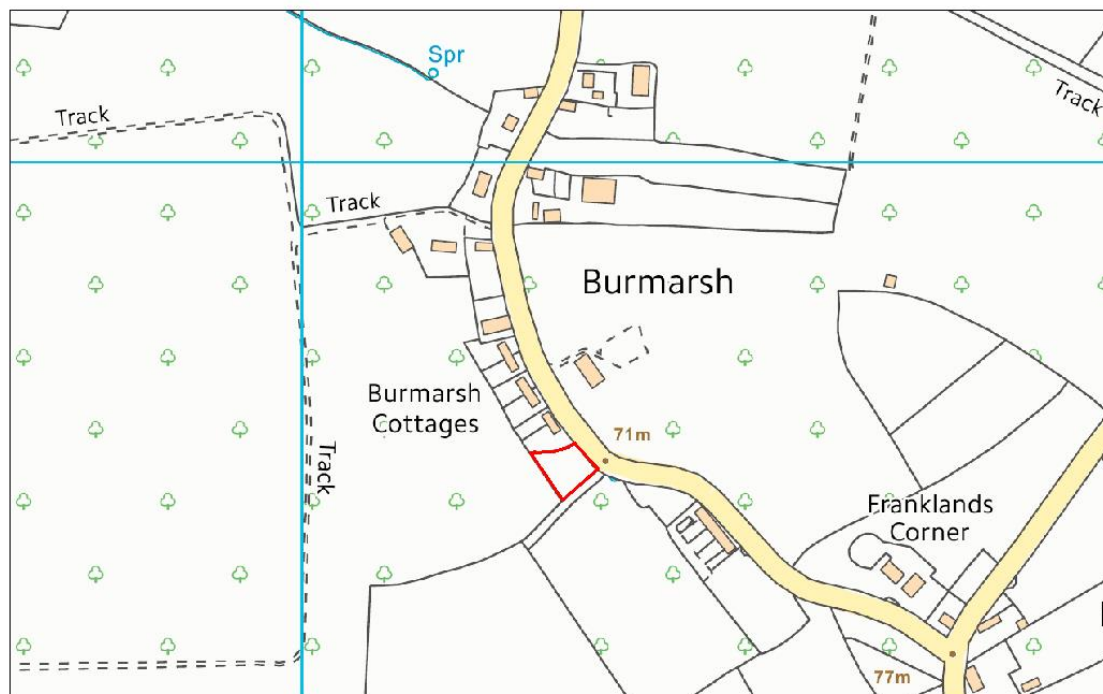 Spr
Track
Track
Track
Burmarsh
Burmarsh
Cottages
71m
Track
Franklands
Corner
77m